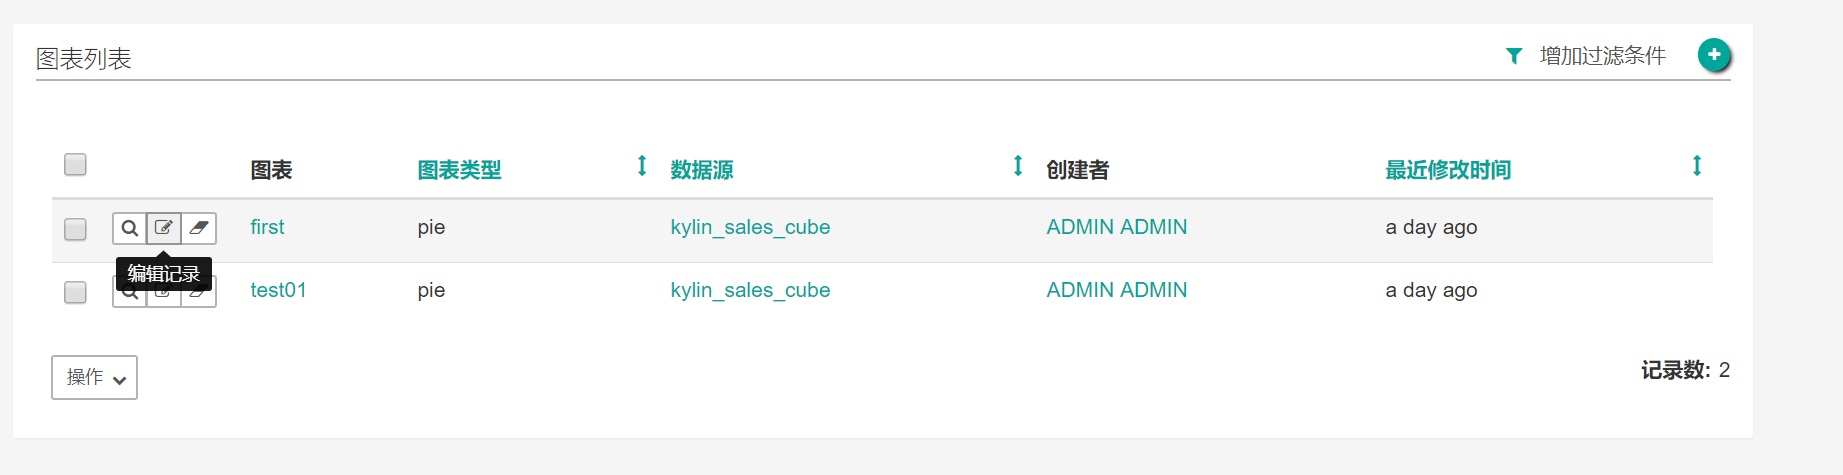 图表列表
增加过滤条件
图表 图表类型 数据源 创建者 最近修改时间
first pie kylin_sales_cube ADMIN ADMIN a day ago
编辑记录
test01 pie kylin_sales_cube ADMIN ADMIN a day ago
操作
记录数: 2